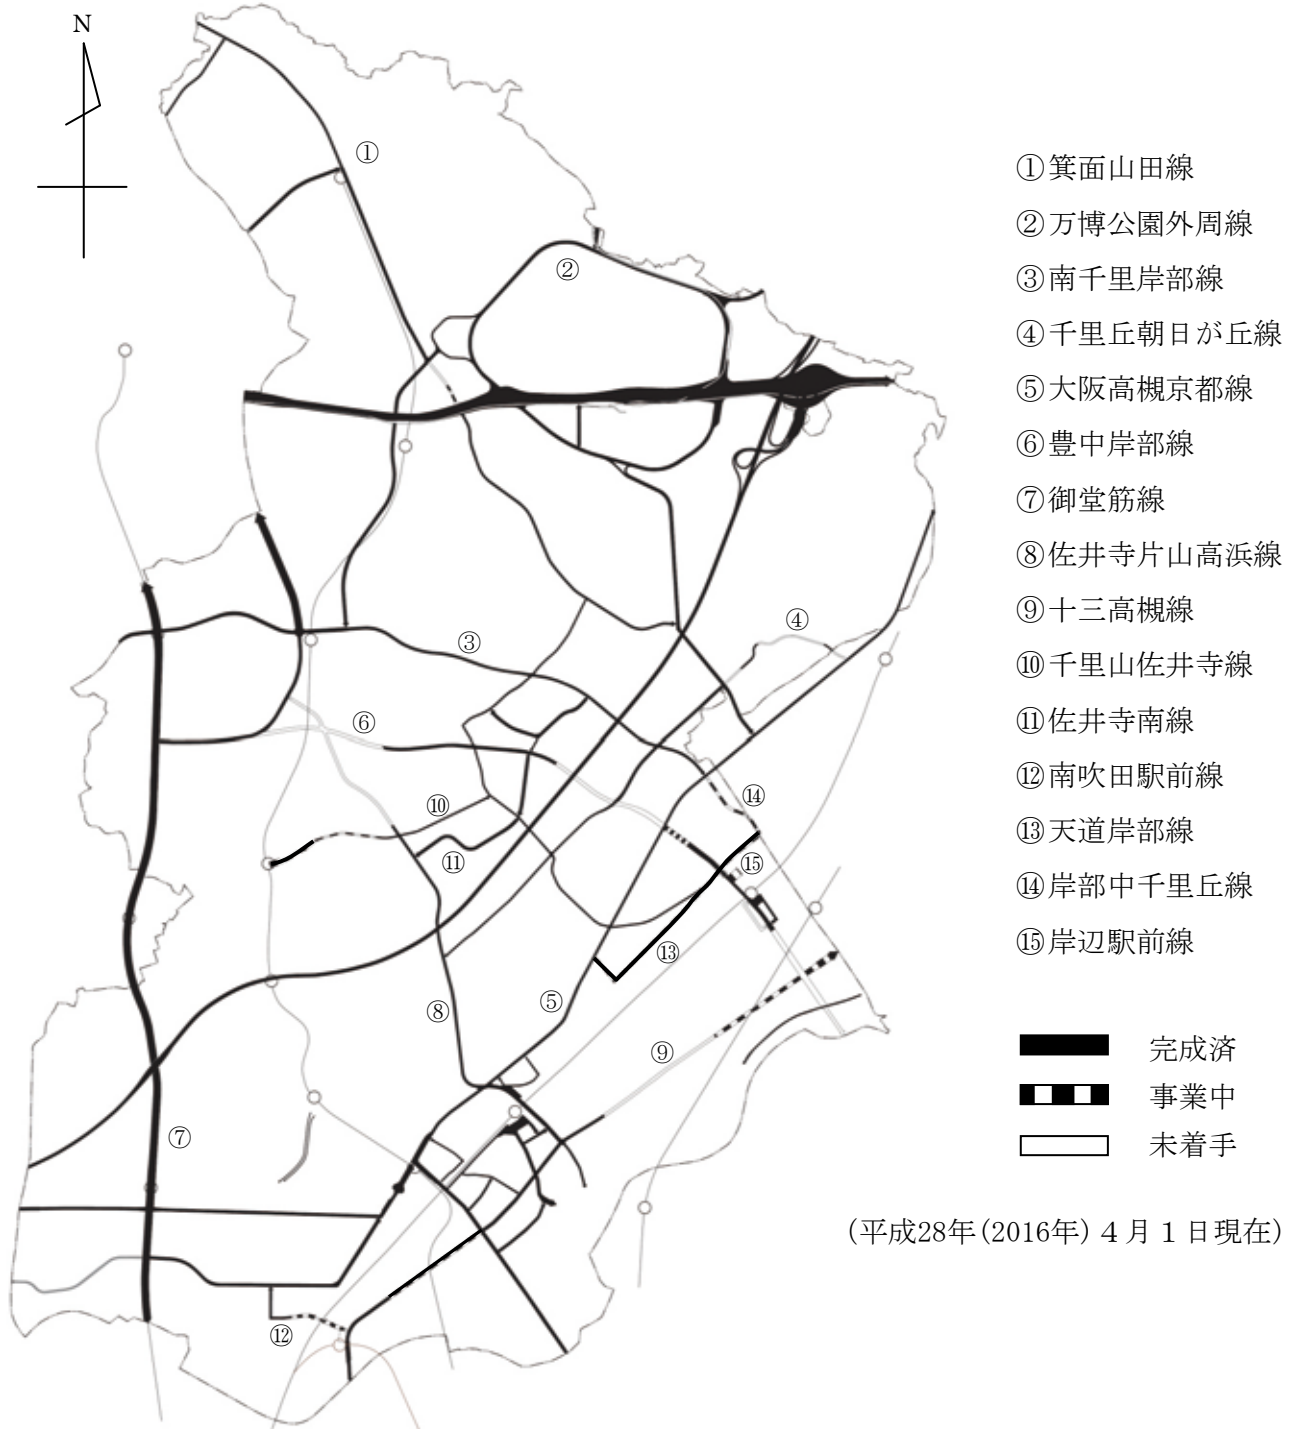 N
①
②
③
④
⑥
⑩
⑭
⑪
⑮
⑬
⑤
⑧
⑨
⑦
⑫
①箕面山田線
②万博公園外周線
③南千里岸部線
④千里丘朝日が丘線
⑤大阪高槻京都線
⑥豊中岸部線
⑦御堂筋線
⑧佐井寺片山高浜線
⑨十三高槻線
⑩千里山佐井寺線
⑪佐井寺南線
⑫南吹田駅前線
⑬天道岸部線
⑭岸部中千里丘線
⑮岸辺駅前線
完成済
事業中
未着手
(平成28年(2016年)4月1日現在)